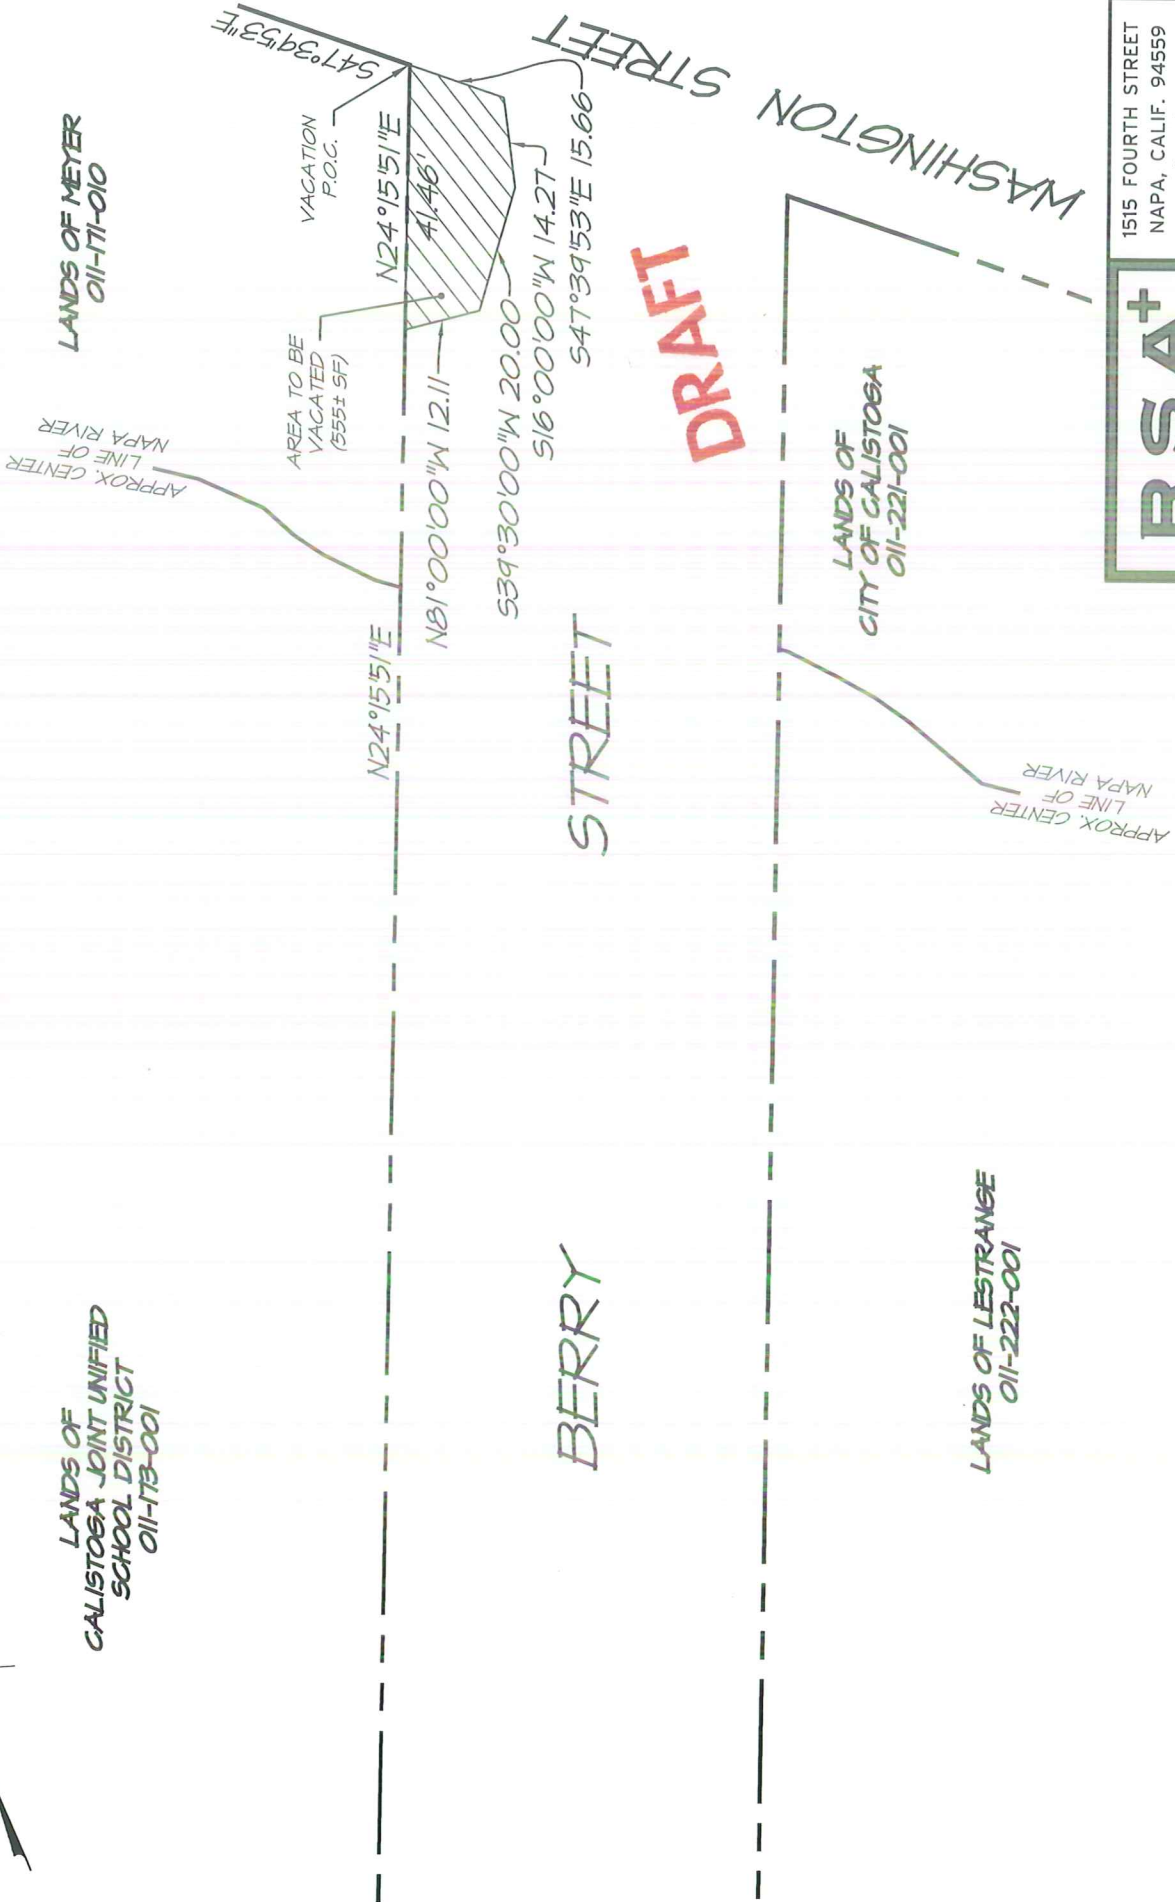 LANDS OF MEYER
011-171-010
S47°39'53"E
VACATION
P.O.C.
N24°15'51"E
41.46'
AREA TO BE
VACATED
(555± SF)
APPROX. CENTER
LINE OF
NAPA RIVER
N81°00'00"W 12.11
S39°30'00"W 20.00
S16°00'00"W 14.27
S47°39'53"E 15.66
WASHINGTON STREET
DRAFT
N24°15'51"E
LANDS OF
CALISTOGA JOINT UNIFIED
SCHOOL DISTRICT
011-173-001
BERRY STREET
LANDS OF
CITY OF CALISTOGA
011-221-001
APPROX. CENTER
LINE OF
NAPA RIVER
LANDS OF LESTRANGE
011-222-001
RSA+
1515 FOURTH STREET
NAPA, CALIF. 94559